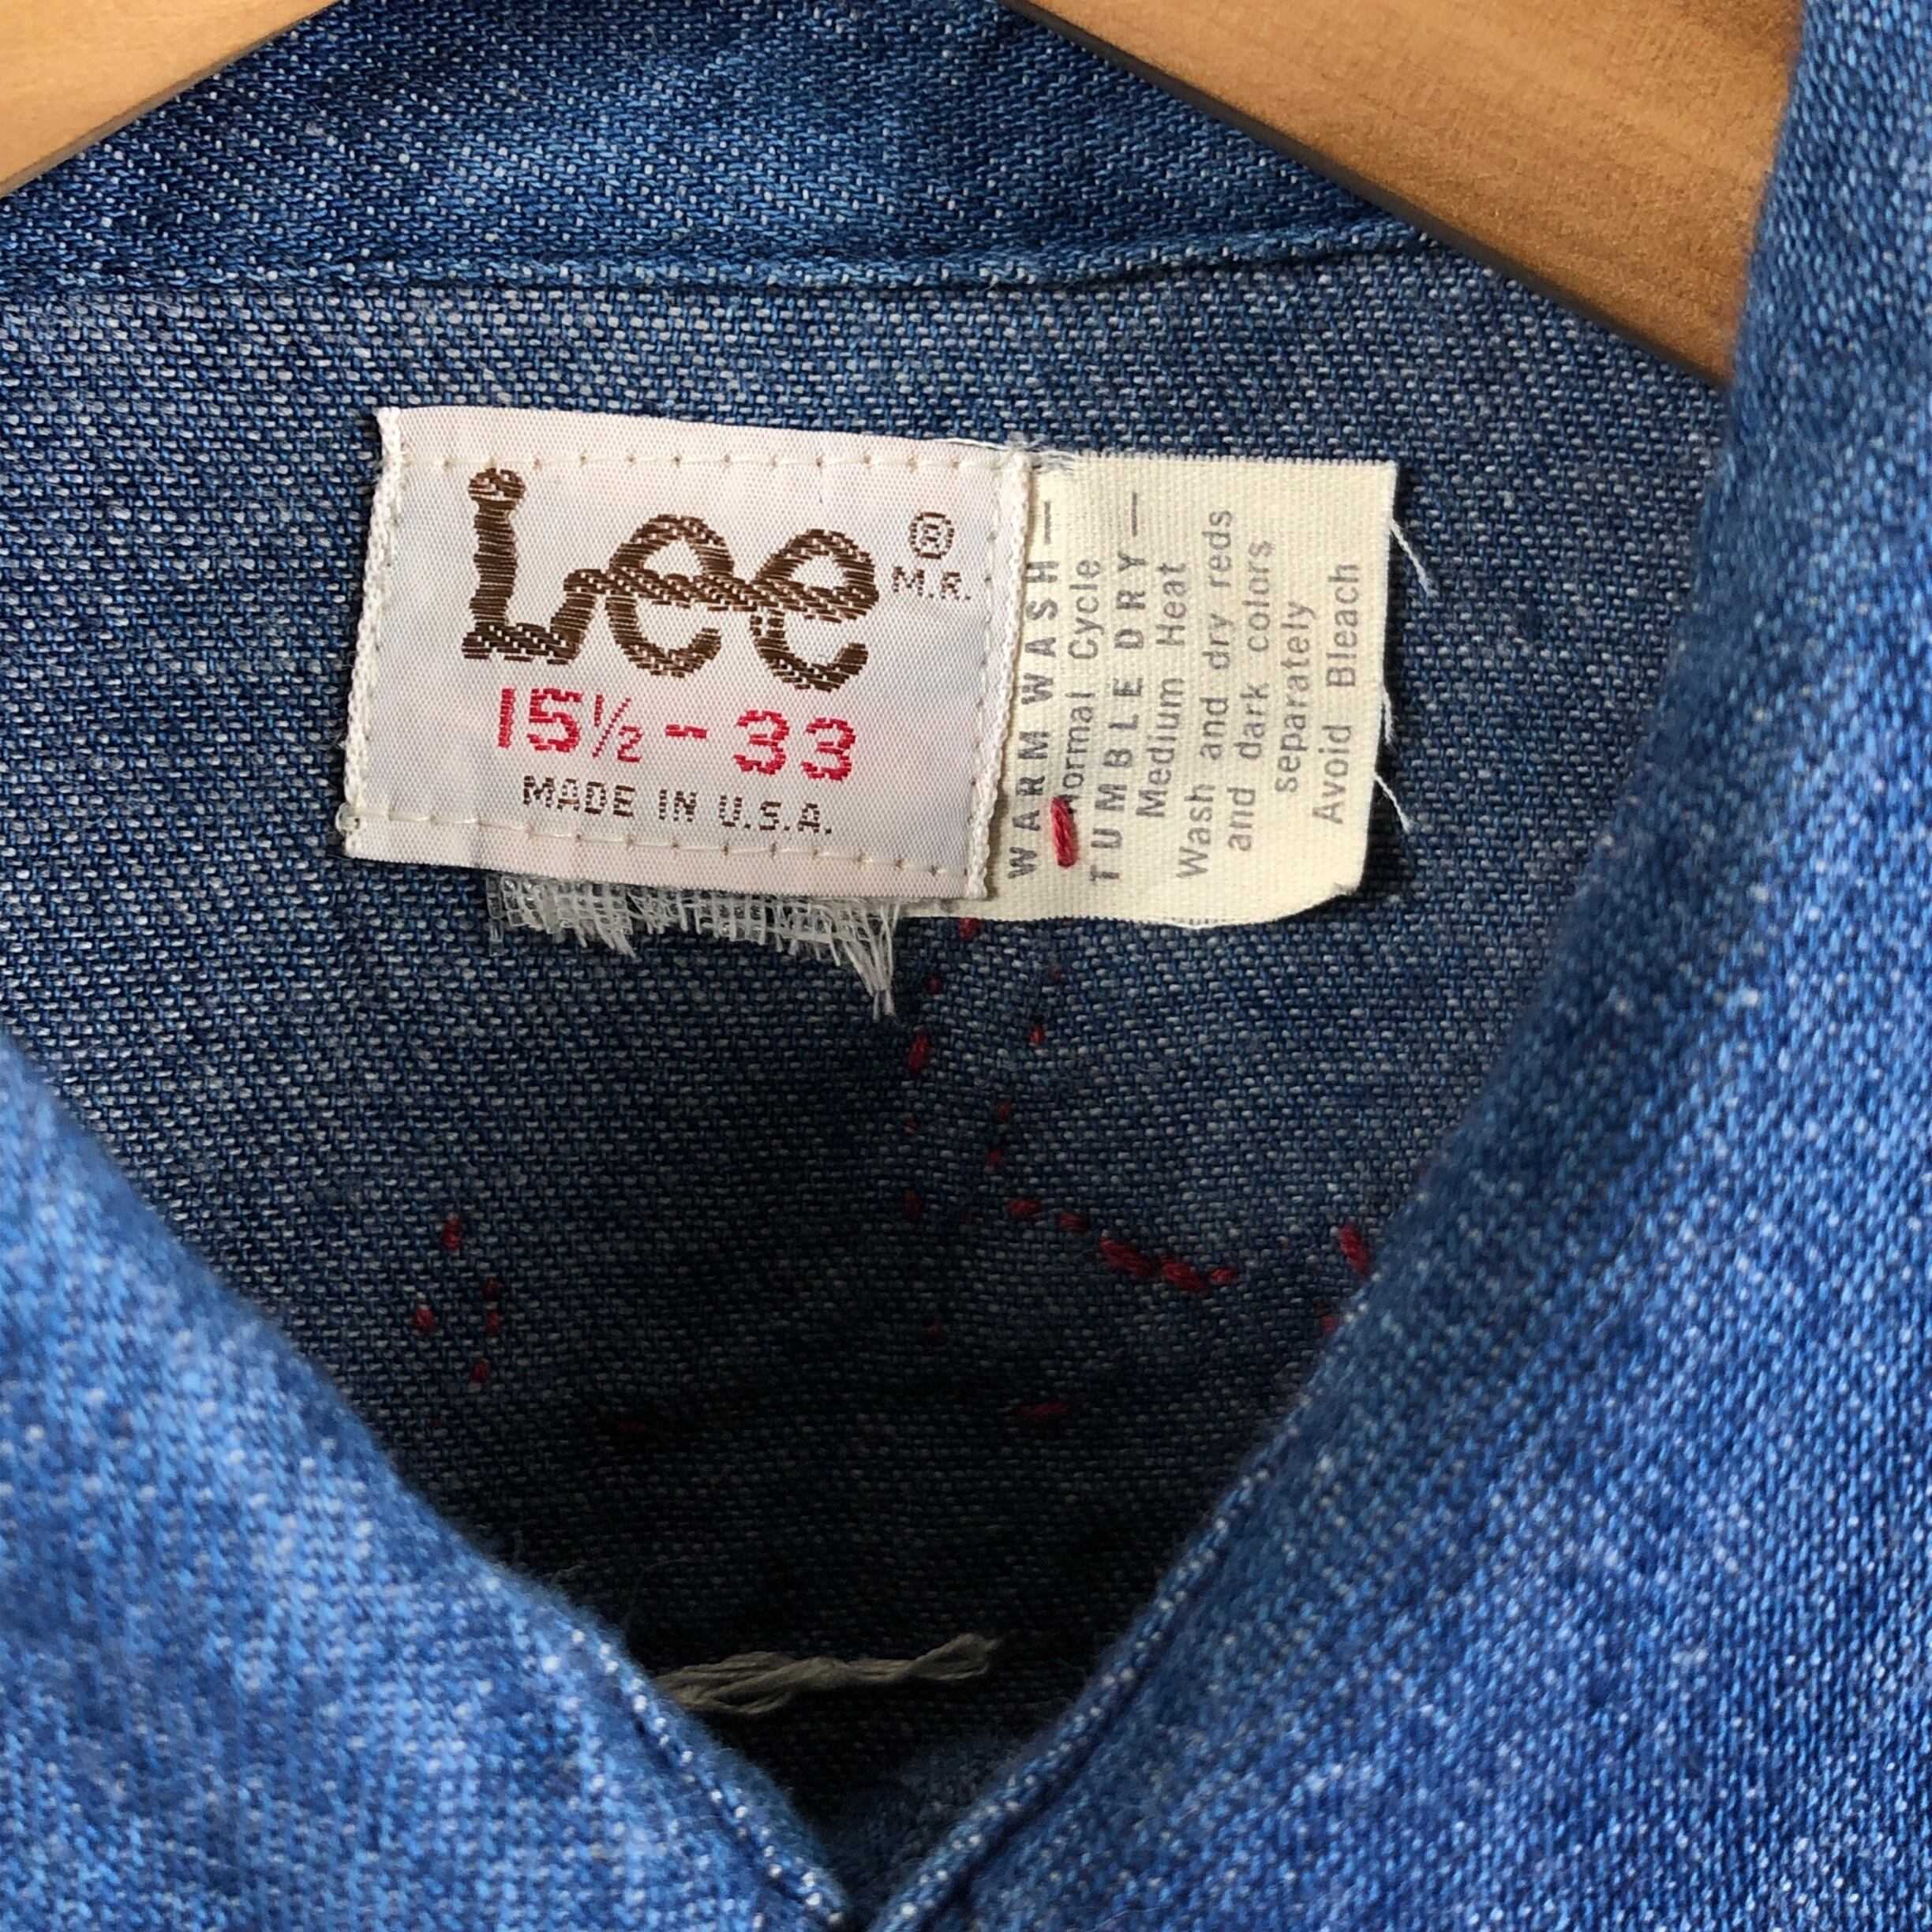 Lee ®
M.R.
15½ - 33
MADE IN U.S.A.
WARM WASH —
Normal Cycle
TUMBLE DRY —
Medium Heat
Wash and dry reds
and dark colors
separately
Avoid Bleach